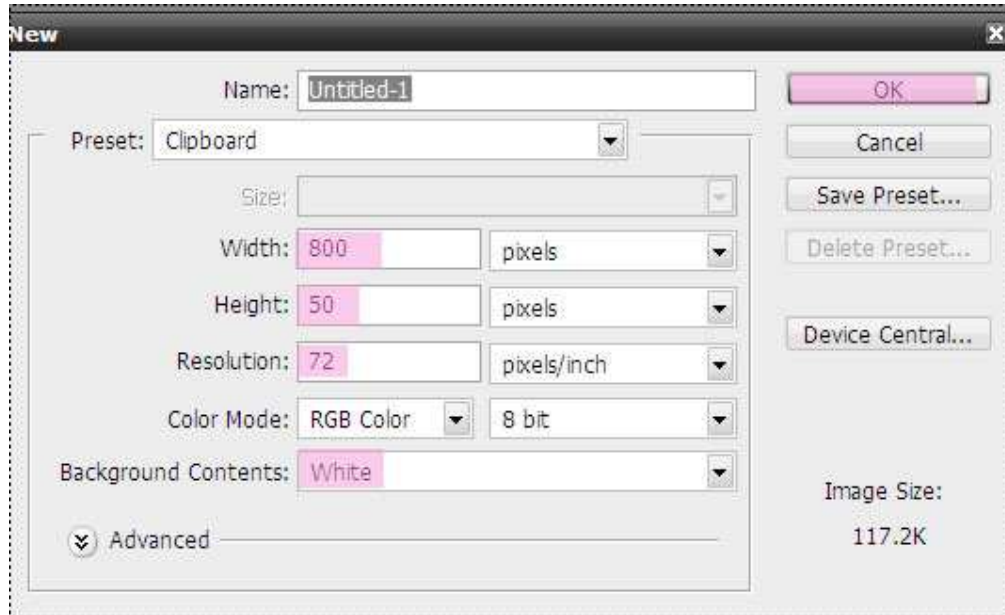 New
Name: Untitled-1
OK
Preset: Clipboard
Cancel
Size:
Save Preset...
Width: 800 pixels
Delete Preset...
Height: 50 pixels
Device Central...
Resolution: 72 pixels/inch
Color Mode: RGB Color 8 bit
Background Contents: White
Image Size:
117.2K
Advanced